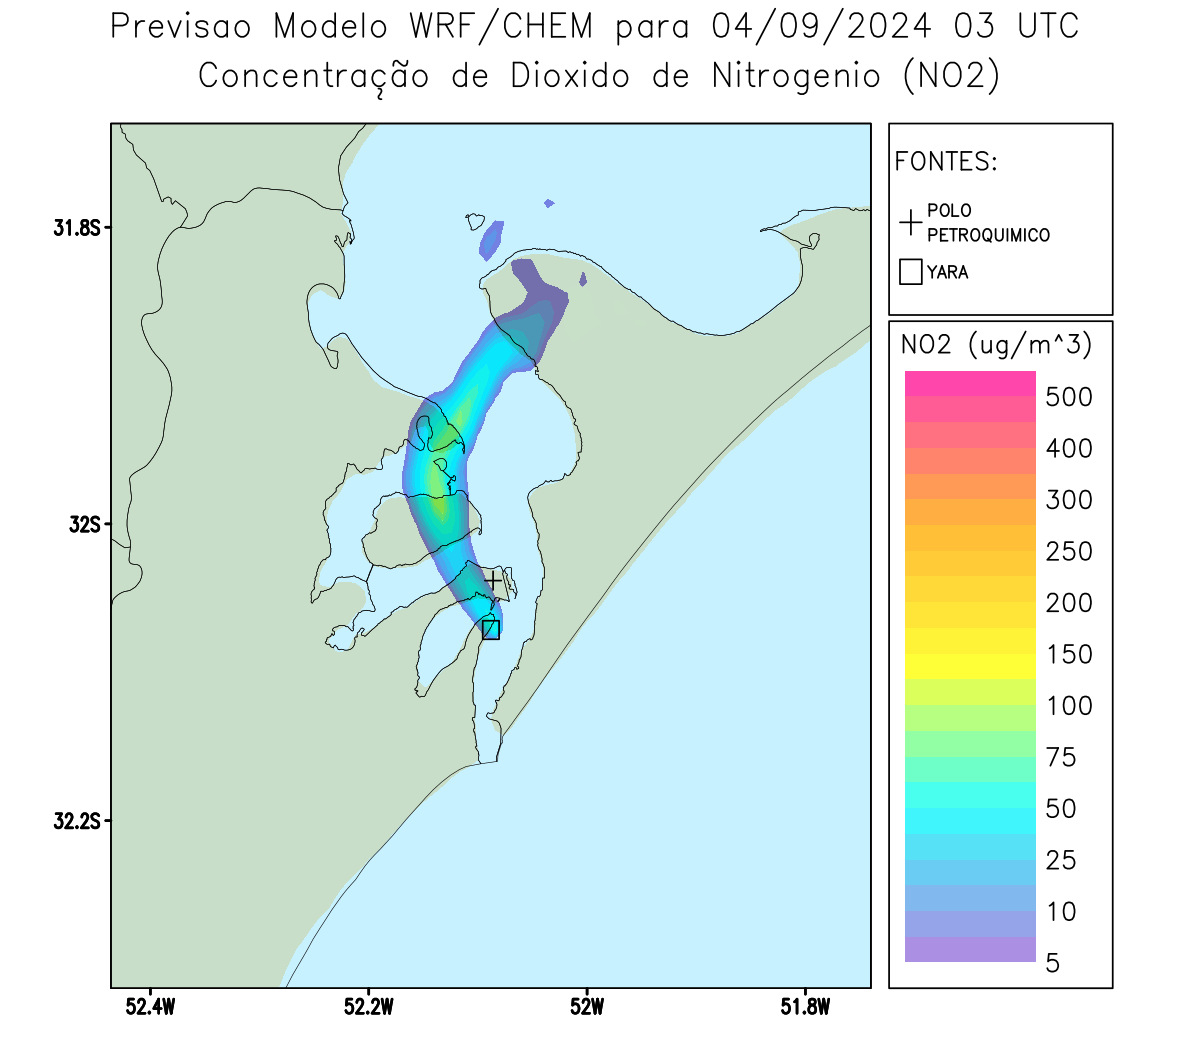 Previsao Modelo WRF/CHEM para 04/09/2024 03 UTC
Concentração de Dioxido de Nitrogenio (NO2)
FONTES:
POLO
PETROQUIMICO
YARA
31.8S
32S
32.2S
52.4W
52.2W
52W
51.8W
NO2 (ug/m^3)
500
400
300
250
200
150
100
75
50
25
10
5